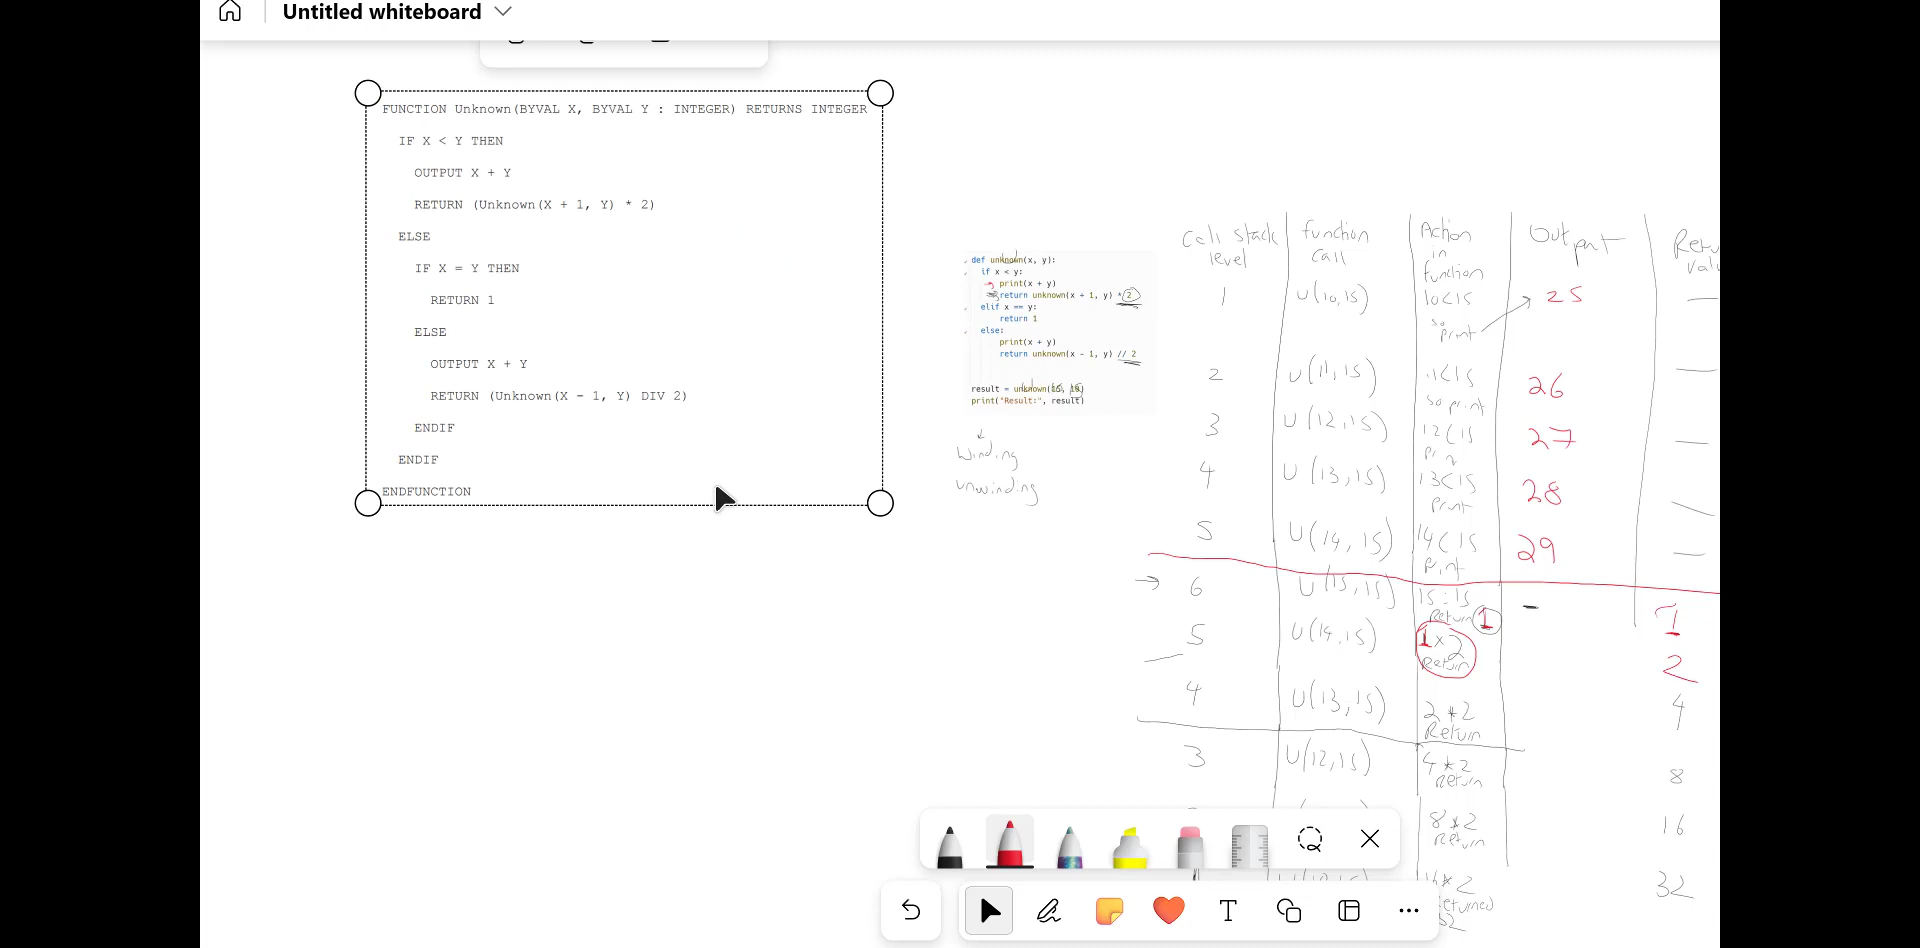 Untitled whiteboard
FUNCTION Unknown(BYVAL X, BYVAL Y : INTEGER) RETURNS INTEGER
IF X < Y THEN
OUTPUT X + Y
RETURN (Unknown(X + 1, Y) * 2)
ELSE
IF X = Y THEN
RETURN 1
ELSE
OUTPUT X + Y
RETURN (Unknown(X - 1, Y) DIV 2)
ENDIF
ENDIF
ENDFUNCTION
def unknown(x, y):
if x < y:
print(x + y)
return unknown(x + 1, y) * 2
elif x == y:
return 1
else:
print(x + y)
return unknown(x - 1, y) // 2
result = unknown(
print("Result:", result)
Winding
unwinding
Call stack level function call Action in function Output
1 U(10,15) 10<15 so print 25
2 U(11,15) 11<15 so print 26
3 U(12,15) 12<15 27
4 U(13,15) 13<15 print 28
5 U(14,15) 14<15 print 29
6 U(15,15) 15=15 Return 1 - 1
5 U(14,15) 1×2 Return 2
4 U(13,15) 2*2 Return 4
3 U(12,15) 4*2 Return 8
8*2 Return 16
16*2 32
T